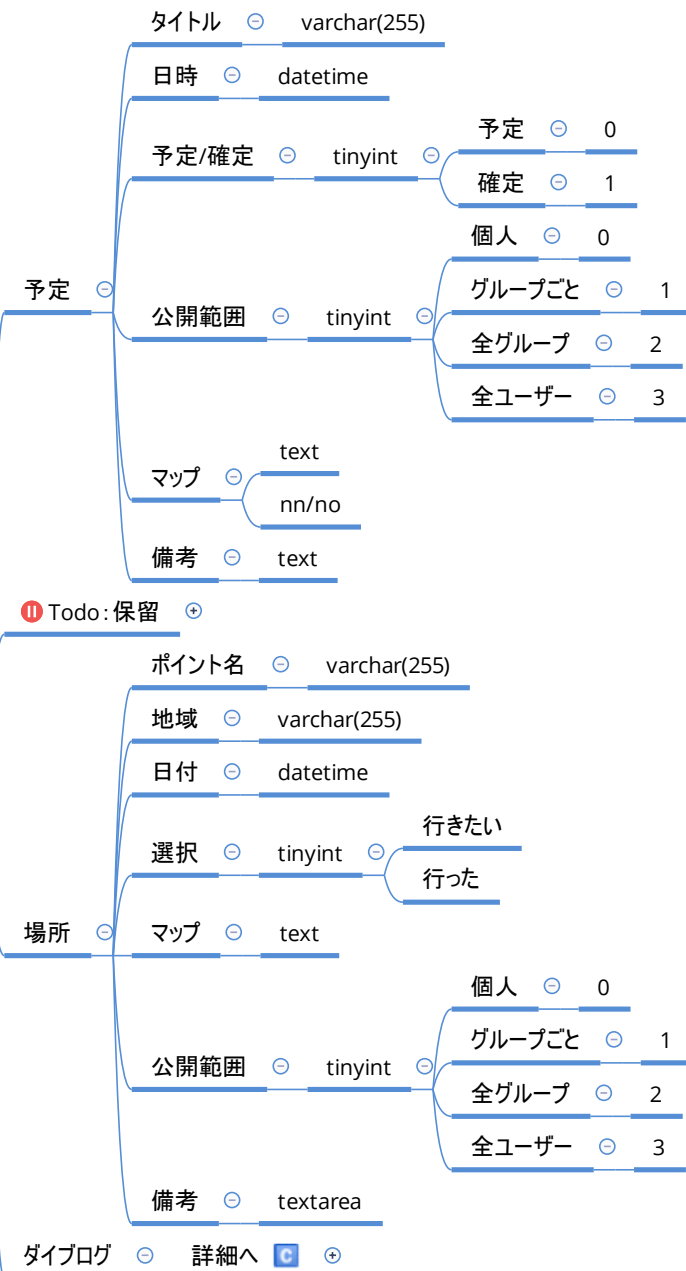 予定
タイトル varchar(255)
日時 datetime
予定/確定 tinyint
予定 0
確定 1
公開範囲 tinyint
個人 0
グループごと 1
全グループ 2
全ユーザー 3
マップ
text
nn/no
備考 text
Todo:保留
場所
ポイント名 varchar(255)
地域 varchar(255)
日付 datetime
選択 tinyint
行きたい
行った
マップ text
公開範囲 tinyint
個人 0
グループごと 1
全グループ 2
全ユーザー 3
備考 textarea
ダイブログ 詳細へ C